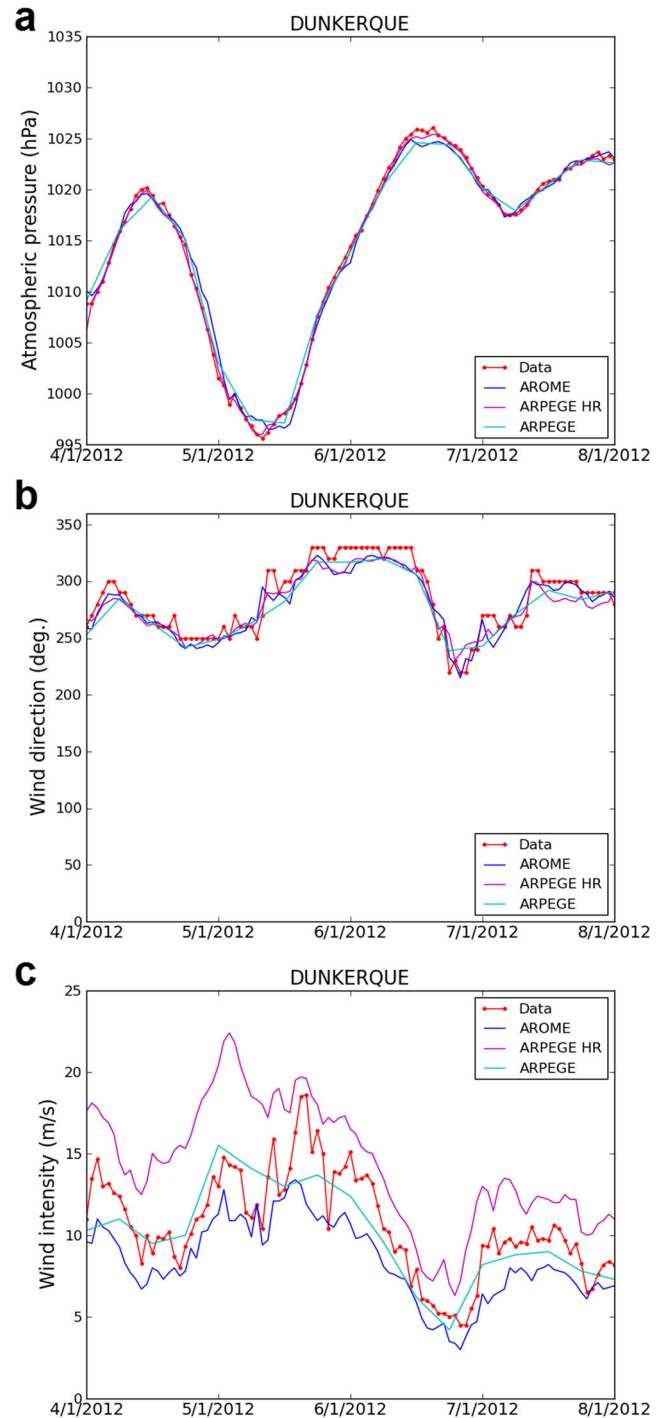 a
DUNKERQUE
Atmospheric pressure (hPa)
1035
1030
1025
1020
1015
1010
1005
1000
995
Data
AROME
ARPEGE HR
ARPEGE
4/1/2012 5/1/2012 6/1/2012 7/1/2012 8/1/2012
b
DUNKERQUE
Wind direction (deg.)
350
300
250
200
150
100
50
0
Data
AROME
ARPEGE HR
ARPEGE
4/1/2012 5/1/2012 6/1/2012 7/1/2012 8/1/2012
c
DUNKERQUE
Wind intensity (m/s)
25
20
15
10
5
0
Data
AROME
ARPEGE HR
ARPEGE
4/1/2012 5/1/2012 6/1/2012 7/1/2012 8/1/2012